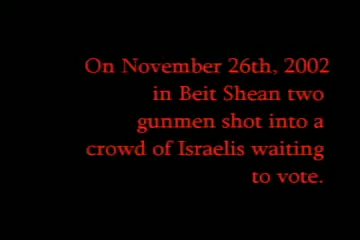 On November 26th, 2002
in Beit Shean two
gunmen shot into a
crowd of Israelis waiting
to vote.